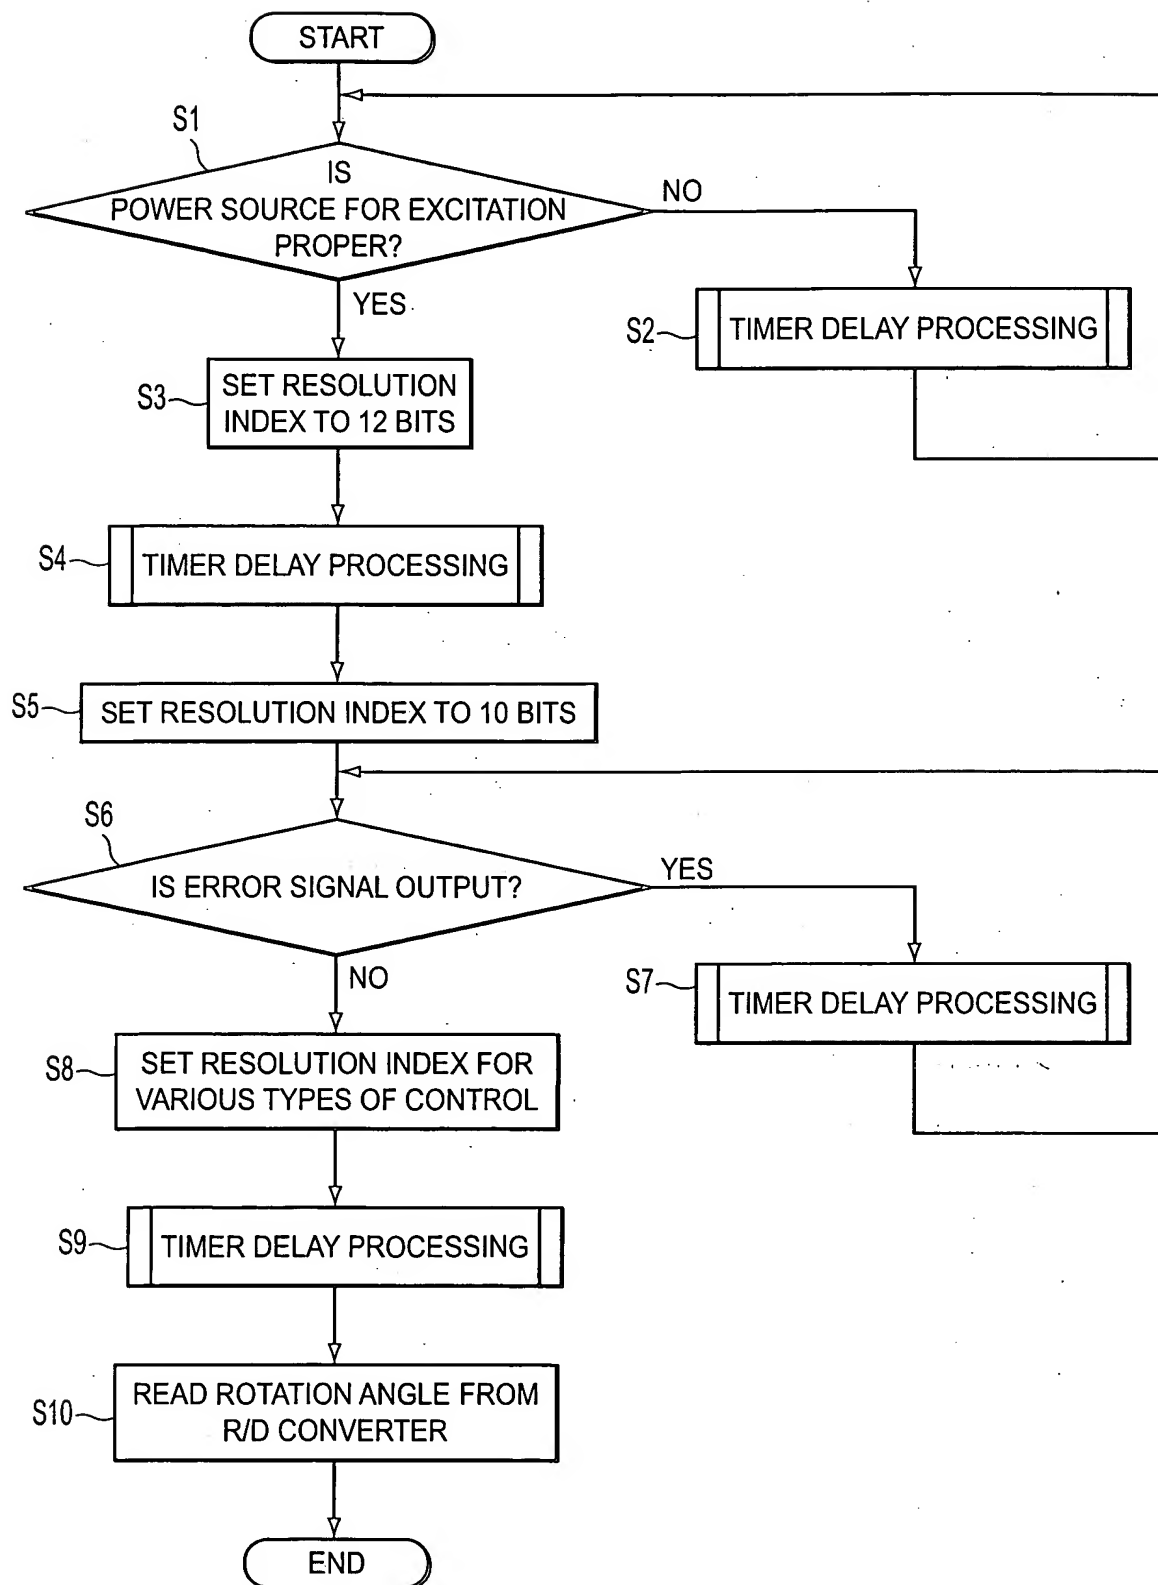 START
S1
IS
POWER SOURCE FOR EXCITATION
PROPER?
NO
YES
S2
TIMER DELAY PROCESSING
S3
SET RESOLUTION
INDEX TO 12 BITS
S4
TIMER DELAY PROCESSING
S5
SET RESOLUTION INDEX TO 10 BITS
S6
IS ERROR SIGNAL OUTPUT?
YES
NO
S7
TIMER DELAY PROCESSING
S8
SET RESOLUTION INDEX FOR
VARIOUS TYPES OF CONTROL
S9
TIMER DELAY PROCESSING
S10
READ ROTATION ANGLE FROM
R/D CONVERTER
END